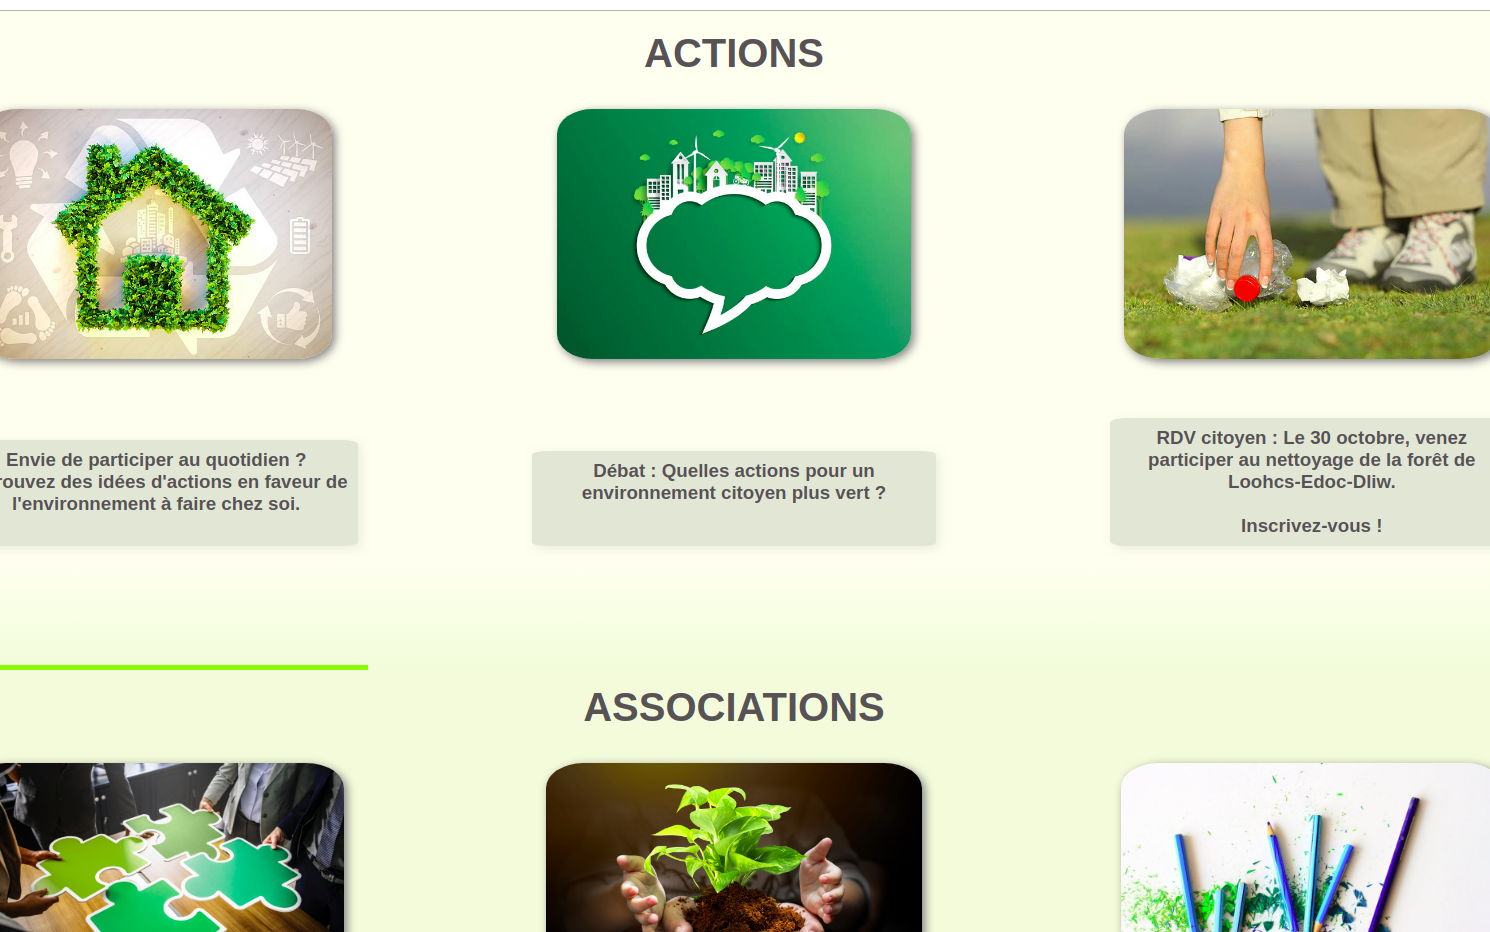 ACTIONS
Envie de participer au quotidien ?
rouvez des idées d'actions en faveur de
l'environnement à faire chez soi.
Débat : Quelles actions pour un
environnement citoyen plus vert ?
RDV citoyen : Le 30 octobre, venez
participer au nettoyage de la forêt de
Loohcs-Edoc-Dliw.
Inscrivez-vous !
ASSOCIATIONS